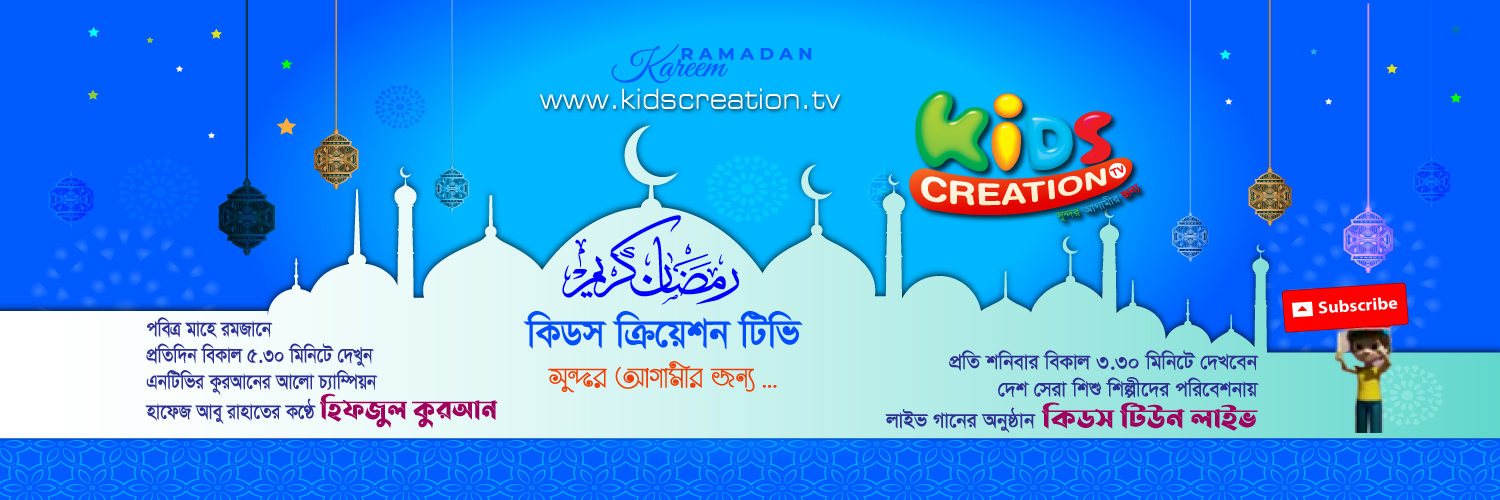 RAMADAN
Kareem
www.kidscreation.tv
KiDS
CREATION TV
সুন্দর আগামীর জন্য
رمضان كريم
কিডস ক্রিয়েশন টিভি
সুন্দর আগামীর জন্য ...
পবিত্র মাহে রমজানে
প্রতিদিন বিকাল ৫.৩০ মিনিটে দেখুন
এনটিভির কুরআনের আলো চ্যাম্পিয়ন
হাফেজ আবু রাহাতের কণ্ঠে হিফজুল কুরআন
Subscribe
প্রতি শনিবার বিকাল ৩.৩০ মিনিটে দেখবেন
দেশ সেরা শিশু শিল্পীদের পরিবেশনায়
লাইভ গানের অনুষ্ঠান কিডস টিউন লাইভ